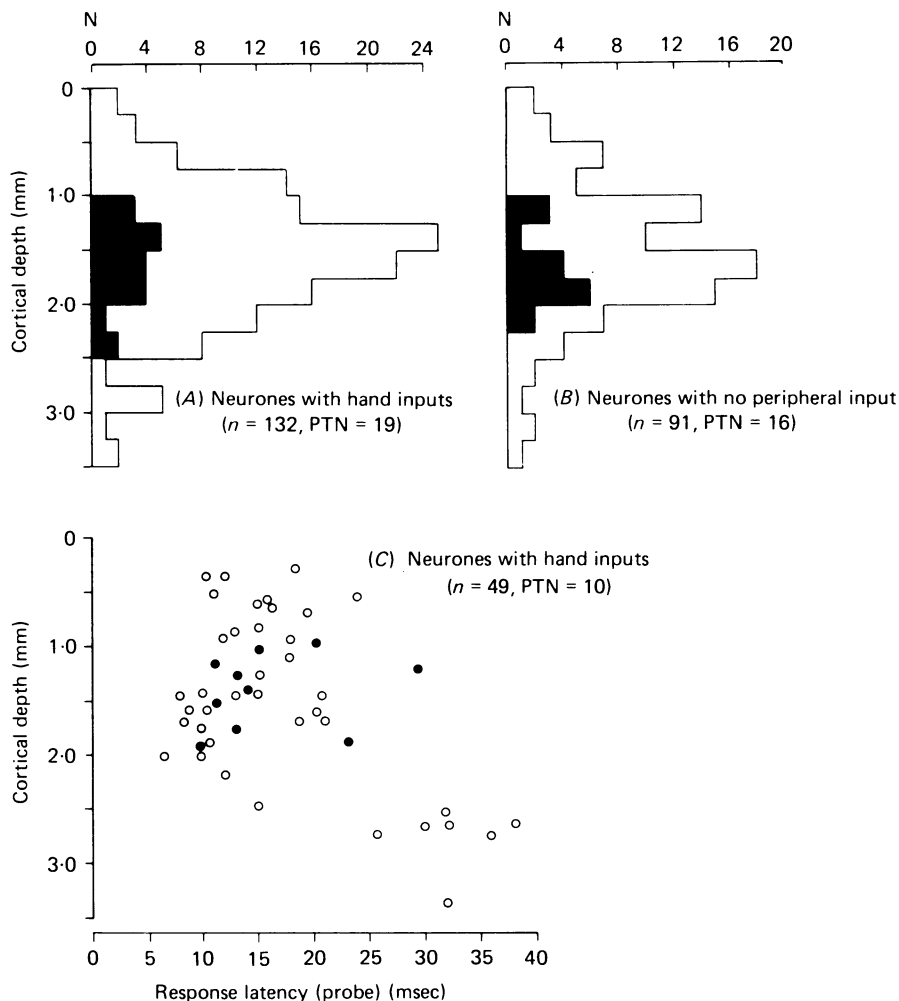 N
0 4 8 12 16 20 24
0
1·0
2·0
3·0
Cortical depth (mm)
(A) Neurones with hand inputs
(n = 132, PTN = 19)
N
0 4 8 12 16 20
(B) Neurones with no peripheral input
(n = 91, PTN = 16)
0
1·0
2·0
3·0
Cortical depth (mm)
(C) Neurones with hand inputs
(n = 49, PTN = 10)
0 5 10 15 20 25 30 35 40
Response latency (probe) (msec)